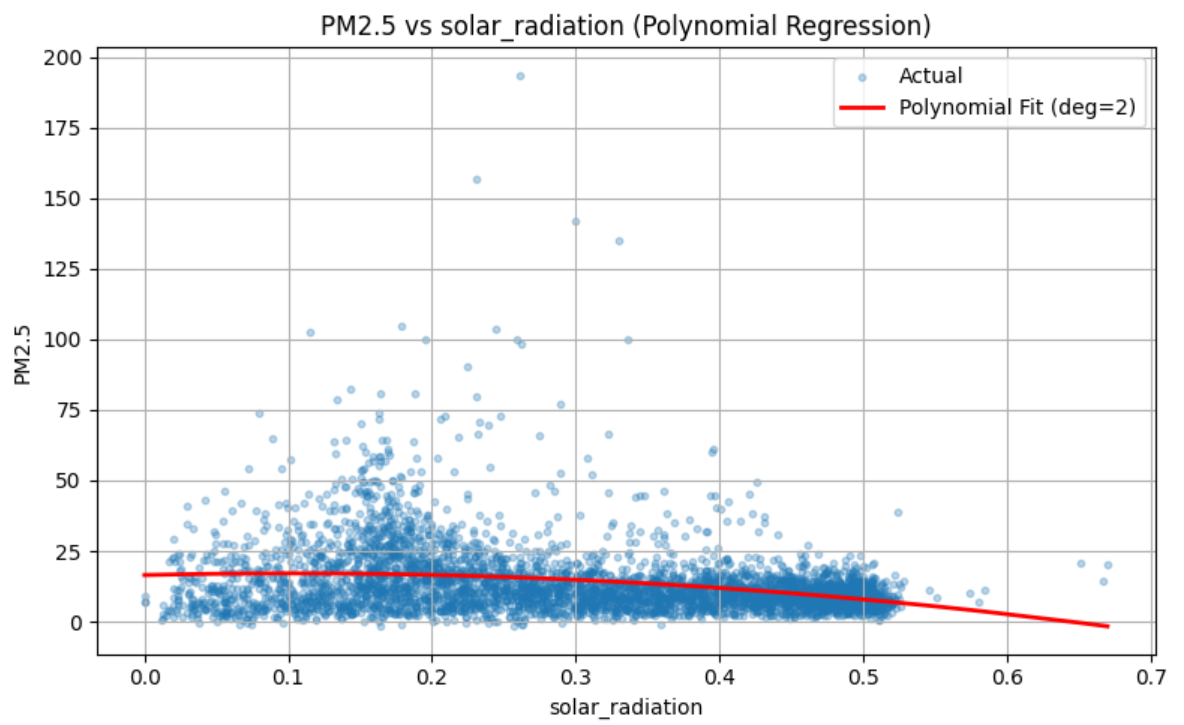 PM2.5 vs solar_radiation (Polynomial Regression)
Actual
Polynomial Fit (deg=2)
200
175
150
125
100
75
50
25
0
PM2.5
0.0 0.1 0.2 0.3 0.4 0.5 0.6 0.7
solar_radiation